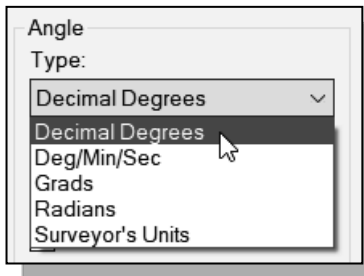 Angle
Type:
Decimal Degrees
Decimal Degrees
Deg/Min/Sec
Grads
Radians
Surveyor's Units